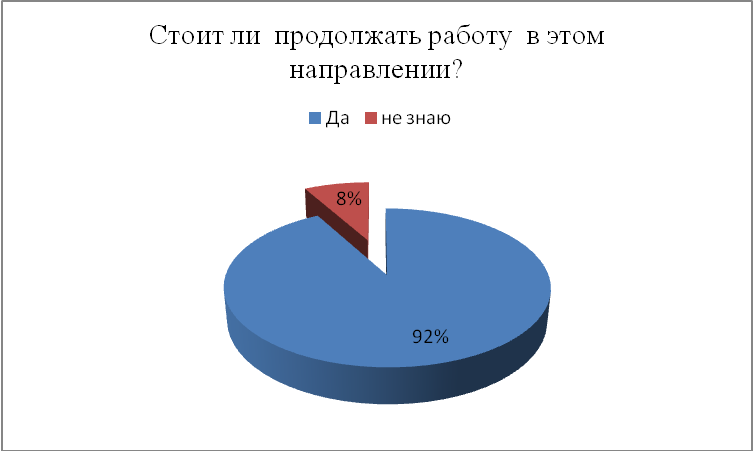 Стоит ли продолжать работу в этом
направлении?
Да не знаю
8%
92%